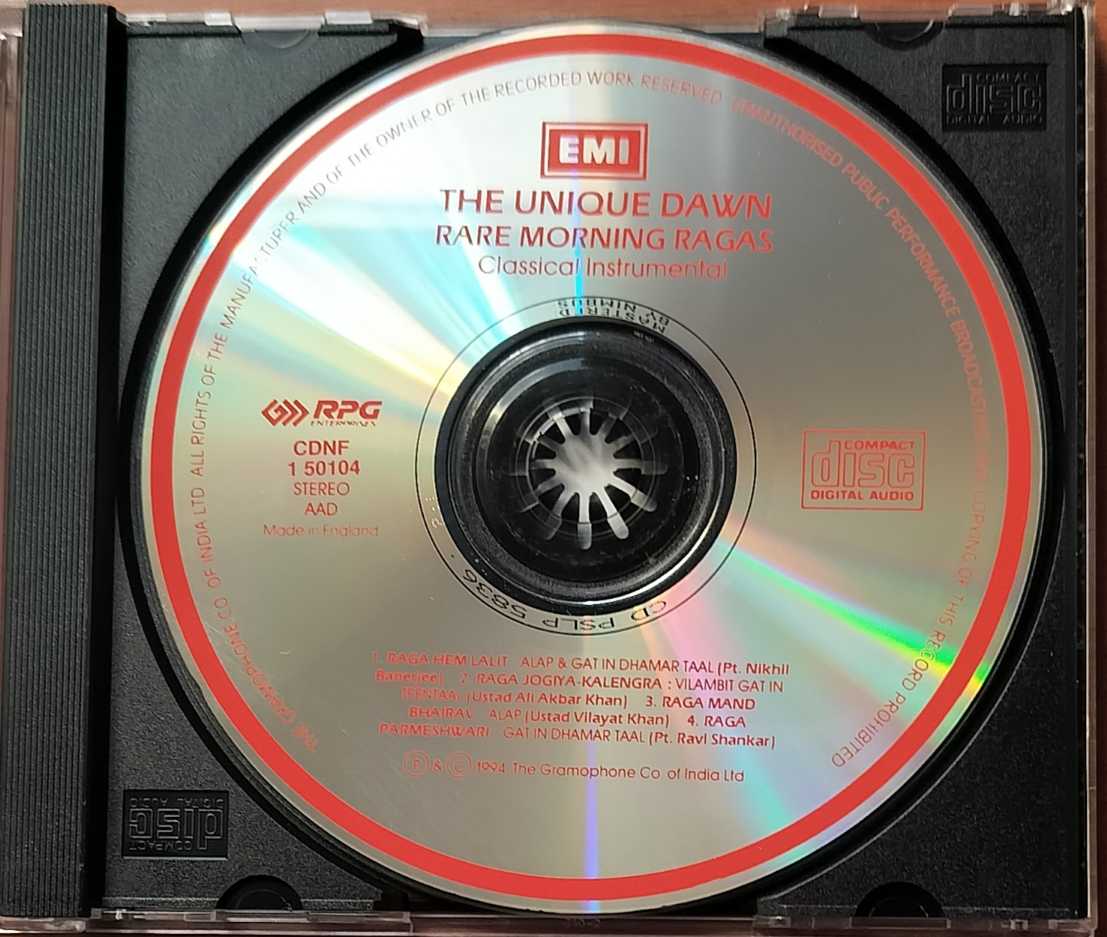 THE GRAMOPHONE CO. OF INDIA LTD ALL RIGHTS OF THE MANUFACTURER AND OF THE OWNER OF THE RECORDED WORK RESERVED UNAUTHORISED PUBLIC PERFORMANCE BROADCASTING AND COPYING OF THIS RECORD PROHIBITED
COMPACT
disc
DIGITAL AUDIO
EMI
THE UNIQUE DAWN
RARE MORNING RAGAS
Classical Instrumental
MASTERED
BY NIMBUS
RPG
ENTERPRISES
CDNF
1 50104
STEREO
AAD
Made in England
COMPACT
disc
DIGITAL AUDIO
CD PSLP 5836
1. RAGA HEM LALIT ALAP & GAT IN DHAMAR TAAL (Pt. Nikhil
Banerjee) 2. RAGA JOGIYA-KALENGRA : VILAMBIT GAT IN
TEENTAAL (Ustad Ali Akbar Khan) 3. RAGA MAND
BHAIRAV ALAP (Ustad Vilayat Khan) 4. RAGA
PARMESHWARI GAT IN DHAMAR TAAL (Pt. Ravi Shankar)
Ⓟ & © 1994 The Gramophone Co. of India Ltd
COMPACT
disc
DIGITAL AUDIO